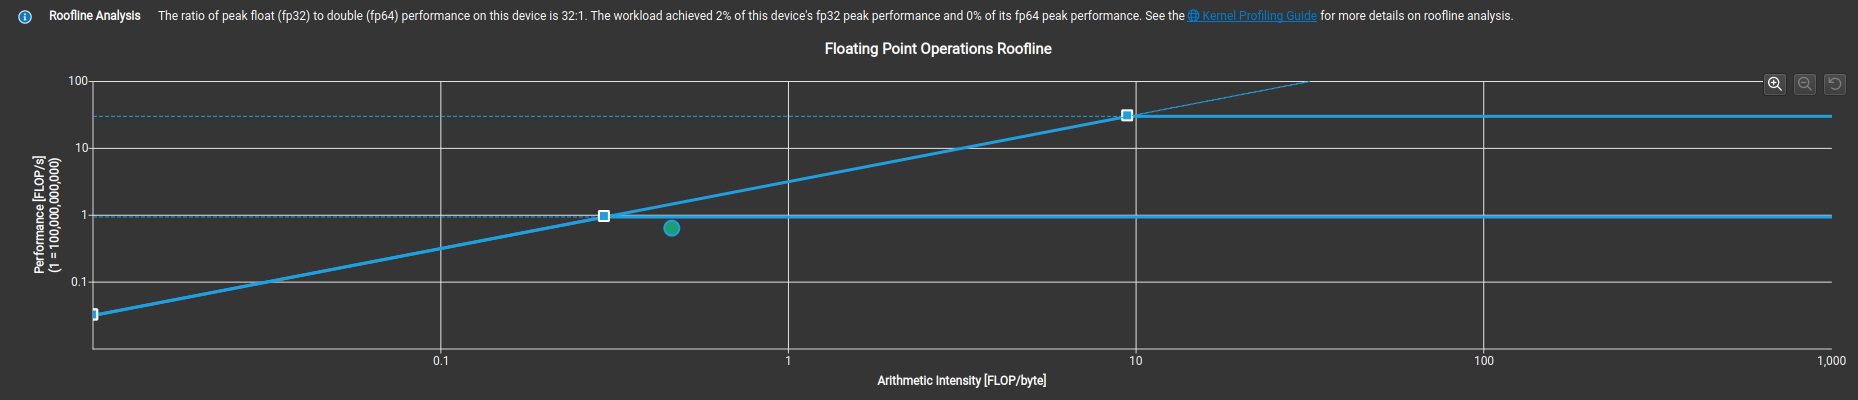 Roofline Analysis The ratio of peak float (fp32) to double (fp64) performance on this device is 32:1. The workload achieved 2% of this device's fp32 peak performance and 0% of its fp64 peak performance. See the Kernel Profiling Guide for more details on roofline analysis.
Floating Point Operations Roofline
100
10
1
0.1
Performance [FLOP/s]
(1 = 100,000,000,000)
0.1
1
10
100
1,000
Arithmetic Intensity [FLOP/byte]